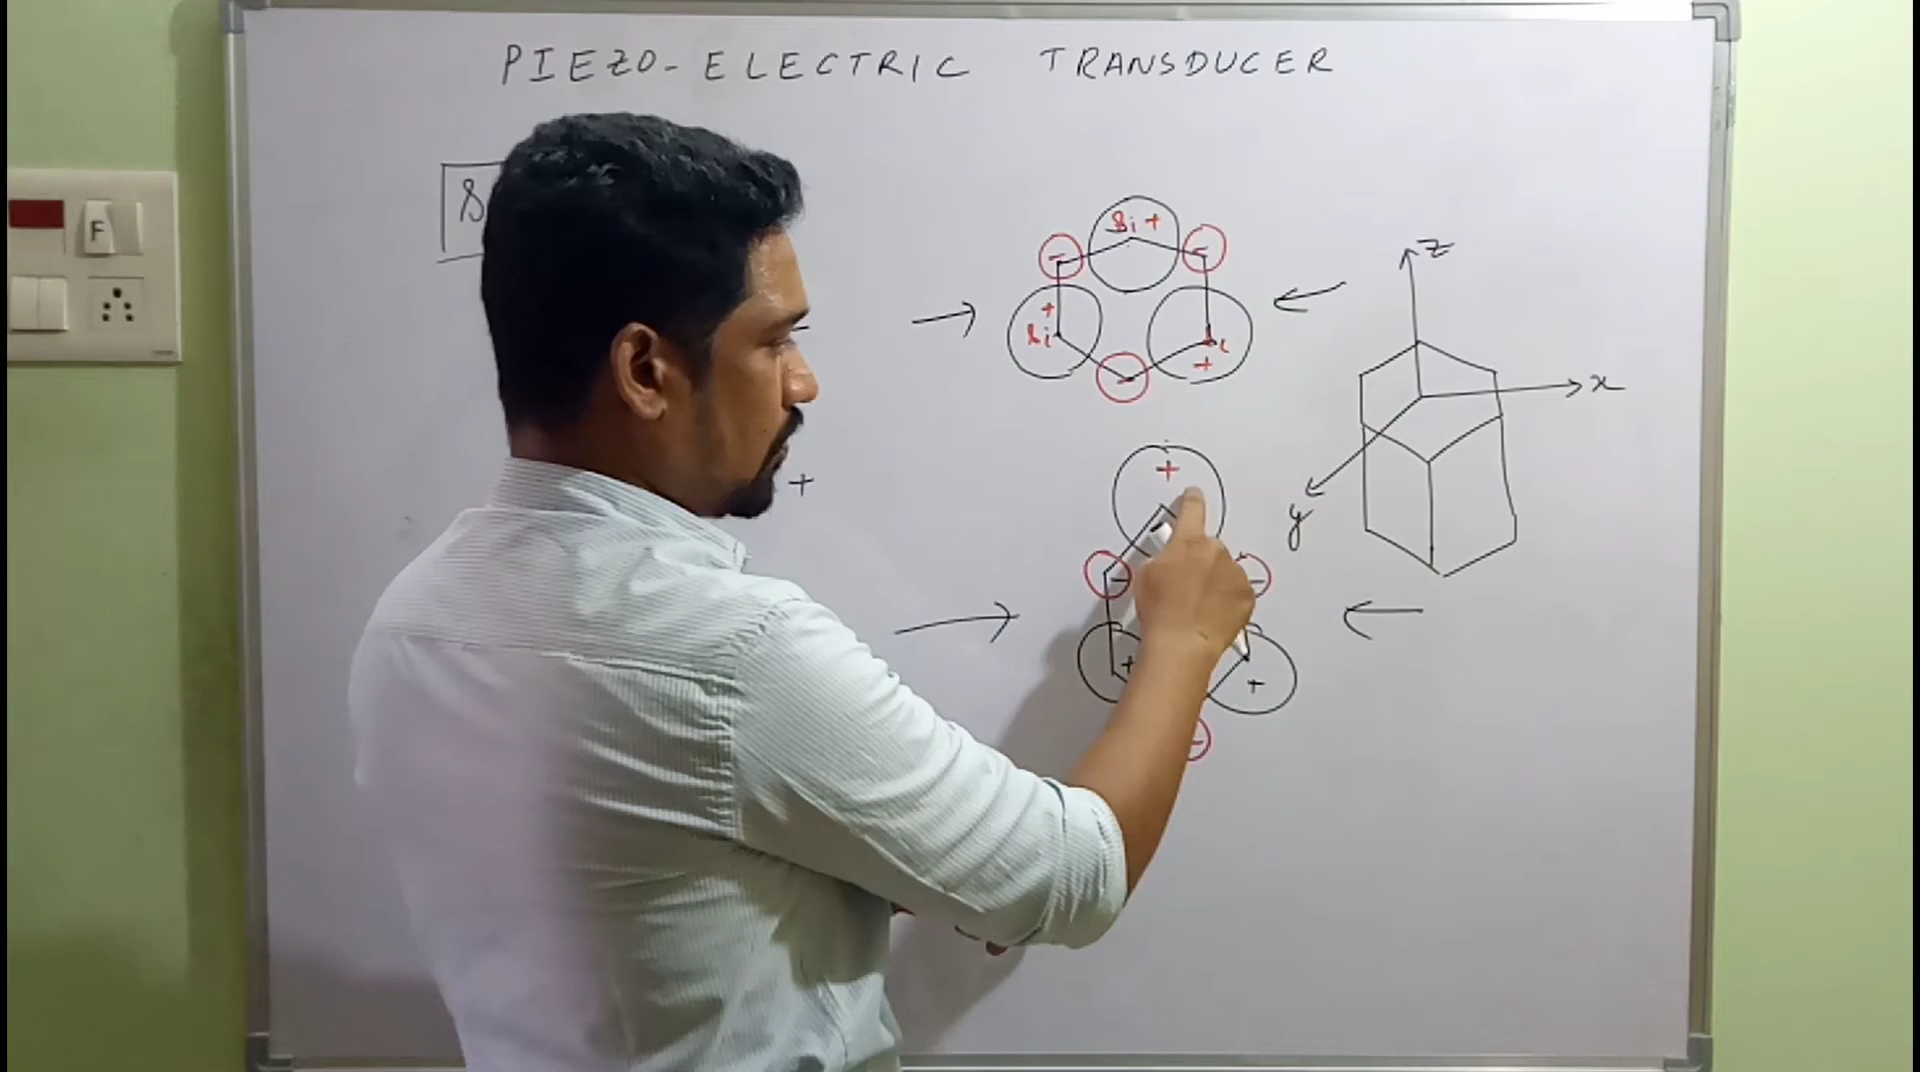 PIEZO-ELECTRIC TRANSDUCER
Si +
- -
+
Si
+
-
z
x
y
+
+
- -
+ +
-
F